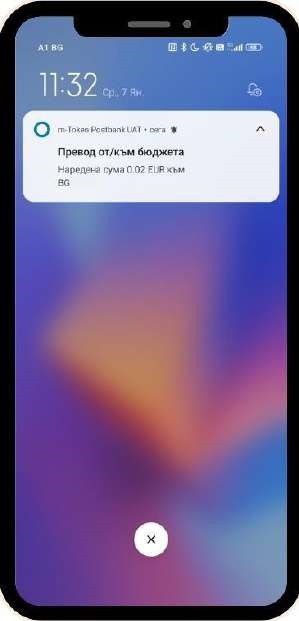 A1 BG
11:32 Ср., 7 Ян.
m-Token Postbank UAT • сега
Превод от/към бюджета
Наредена сума 0.02 EUR към
BG